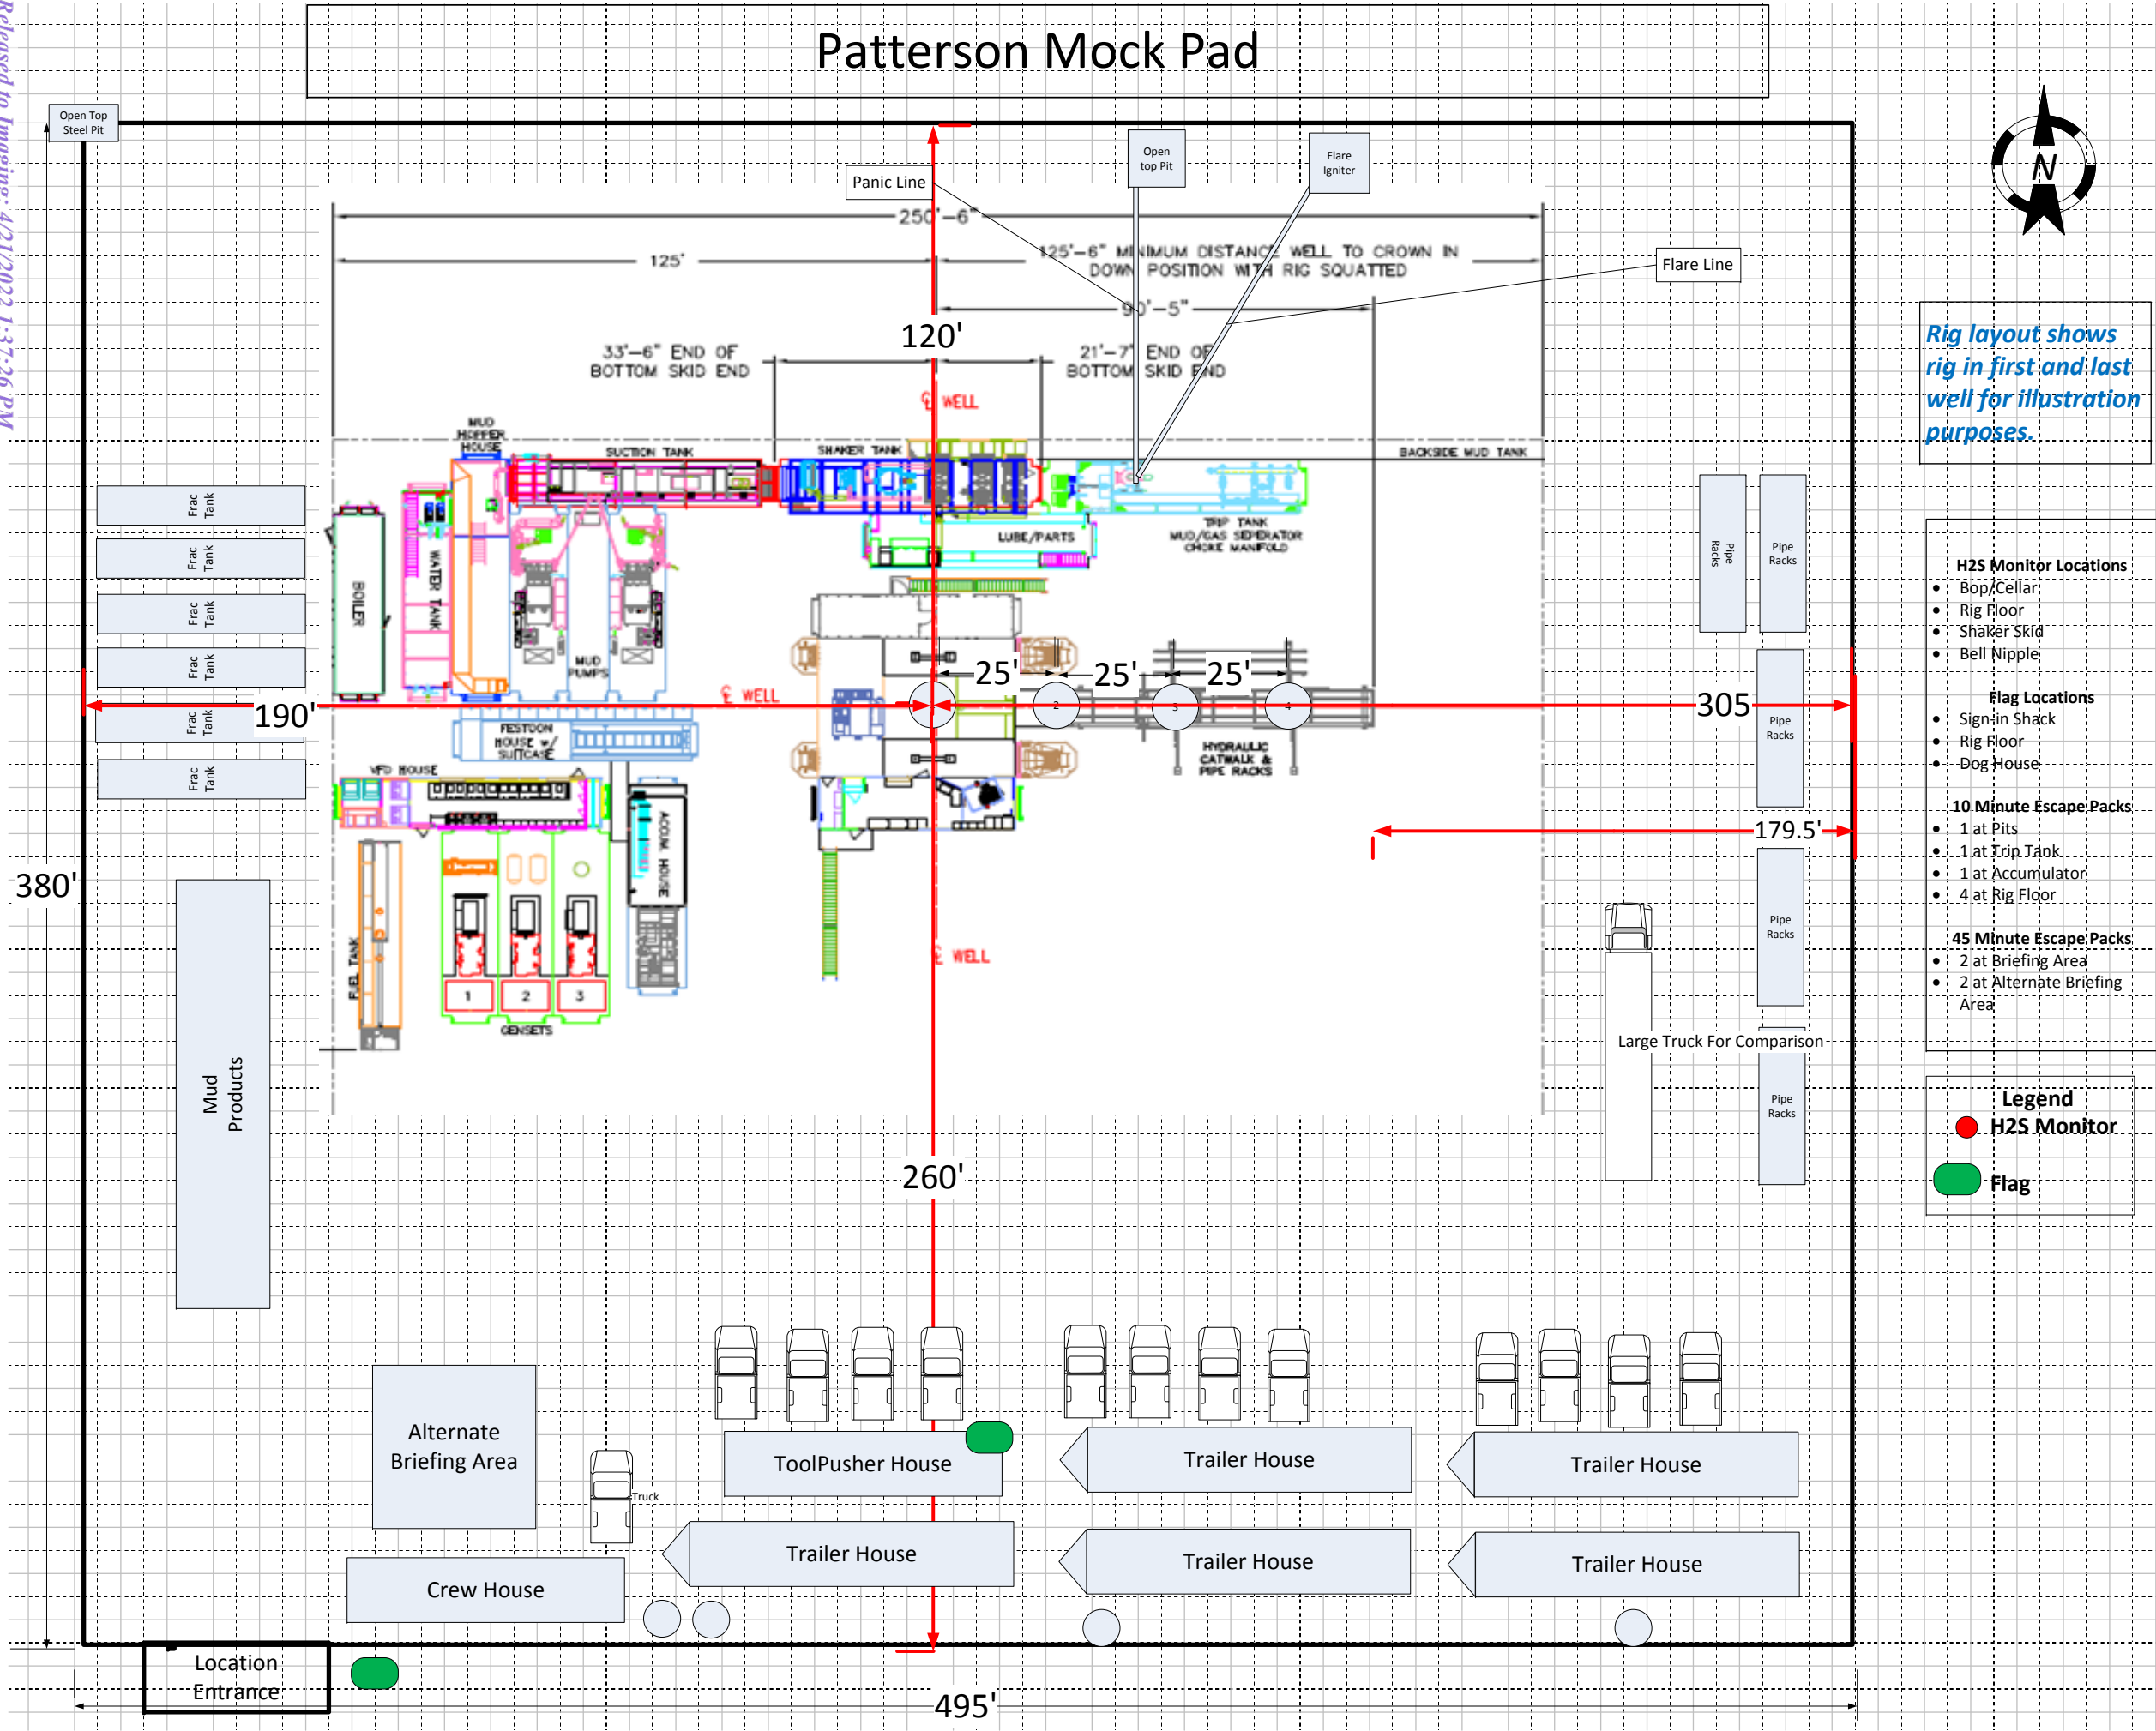 Patterson Mock Pad
Released to Imaging: 4/21/2022 1:37:26 PM
Open Top
Steel Pit
Panic Line
Open
top Pit
Flare
Igniter
Flare Line
N
250'-6"
125'
125'-6" MINIMUM DISTANCE WELL TO CROWN IN
DOWN POSITION WITH RIG SQUATTED
90'-5"
120'
33'-6" END OF
BOTTOM SKID END
21'-7" END OF
BOTTOM SKID END
℄ WELL
Rig layout shows
rig in first and last
well for illustration
purposes.
MUD
HOPPER
HOUSE
SUCTION TANK
SHAKER TANK
BACKSIDE MUD TANK
Frac
Tank
Frac
Tank
Frac
Tank
Frac
Tank
Frac
Tank
Frac
Tank
BOILER
WATER TANK
MUD
PUMPS
LUBE/PARTS
TRIP TANK
MUD/GAS SEPERATOR
CHOKE MANIFOLD
Pipe
Racks
Pipe
Racks
Pipe
Racks
Pipe
Racks
Pipe
Racks
25'
25'
25'
2
3
4
℄ WELL
190'
305
179.5'
FESTOON
HOUSE w/
SUITCASE
VFD HOUSE
ACCUM. HOUSE
HYDRAULIC
CATWALK &
PIPE RACKS
380'
FUEL TANK
1
2
3
GENSETS
℄ WELL
Mud
Products
Large Truck For Comparison
260'
H2S Monitor Locations
• Bop/Cellar
• Rig Floor
• Shaker Skid
• Bell Nipple
Flag Locations
• Sign in Shack
• Rig Floor
• Dog House
10 Minute Escape Packs
• 1 at Pits
• 1 at Trip Tank
• 1 at Accumulator
• 4 at Rig Floor
45 Minute Escape Packs
• 2 at Briefing Area
• 2 at Alternate Briefing
Area
Legend
H2S Monitor
Flag
Alternate
Briefing Area
Truck
ToolPusher House
Trailer House
Trailer House
Crew House
Trailer House
Trailer House
Trailer House
Location
Entrance
495'